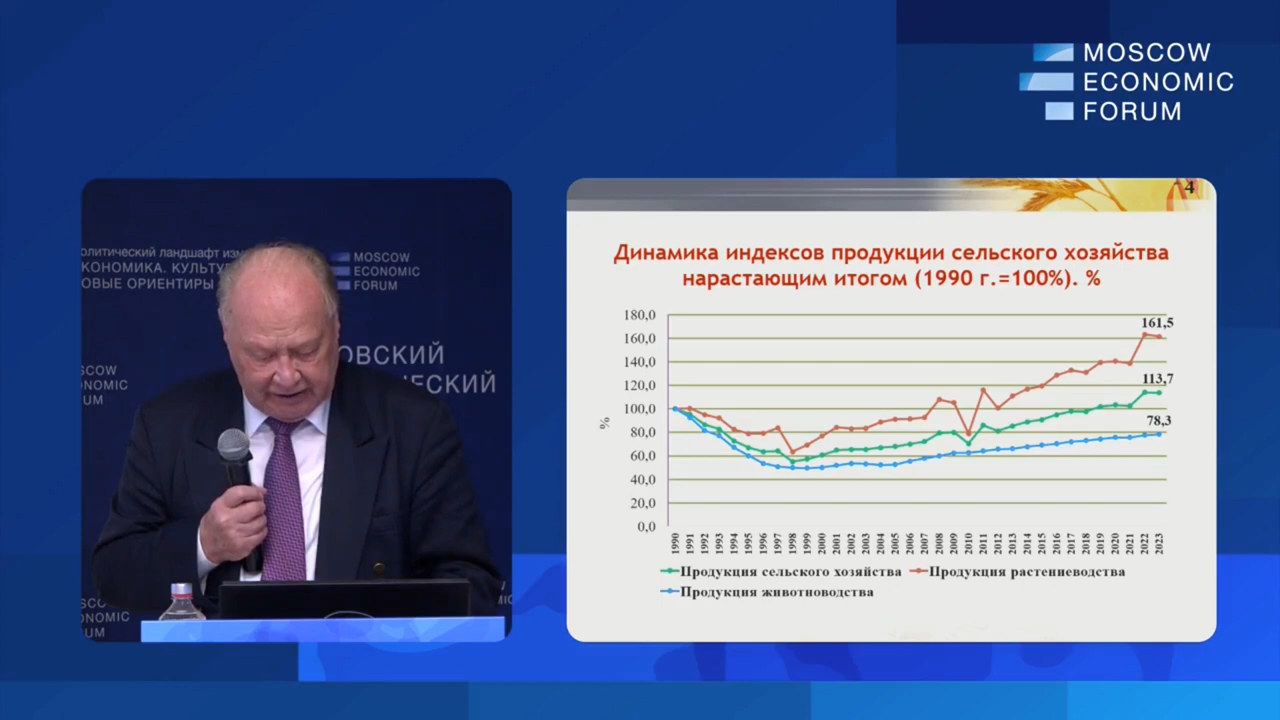 MOSCOW
ECONOMIC
FORUM
ОЛИТИЧЕСКИЙ ЛАНДШАФТ ИЗМ
КОНОМИКА. КУЛЬТУ
ОВЫЕ ОРИЕНТИРЫ
MOSCOW
ECONOMIC
FORUM
ОВСКИЙ
ЧЕСКИЙ
SCOW
NOMIC
UM
ONOMIC
UM
4
Динамика индексов продукции сельского хозяйства
нарастающим итогом (1990 г.=100%). %
180,0
160,0
140,0
120,0
100,0
80,0
60,0
40,0
20,0
0,0
%
161,5
113,7
78,3
1990 1991 1992 1993 1994 1995 1996 1997 1998 1999 2000 2001 2002 2003 2004 2005 2006 2007 2008 2009 2010 2011 2012 2013 2014 2015 2016 2017 2018 2019 2020 2021 2022 2023
Продукция сельского хозяйства
Продукция растениеводства
Продукция животноводства